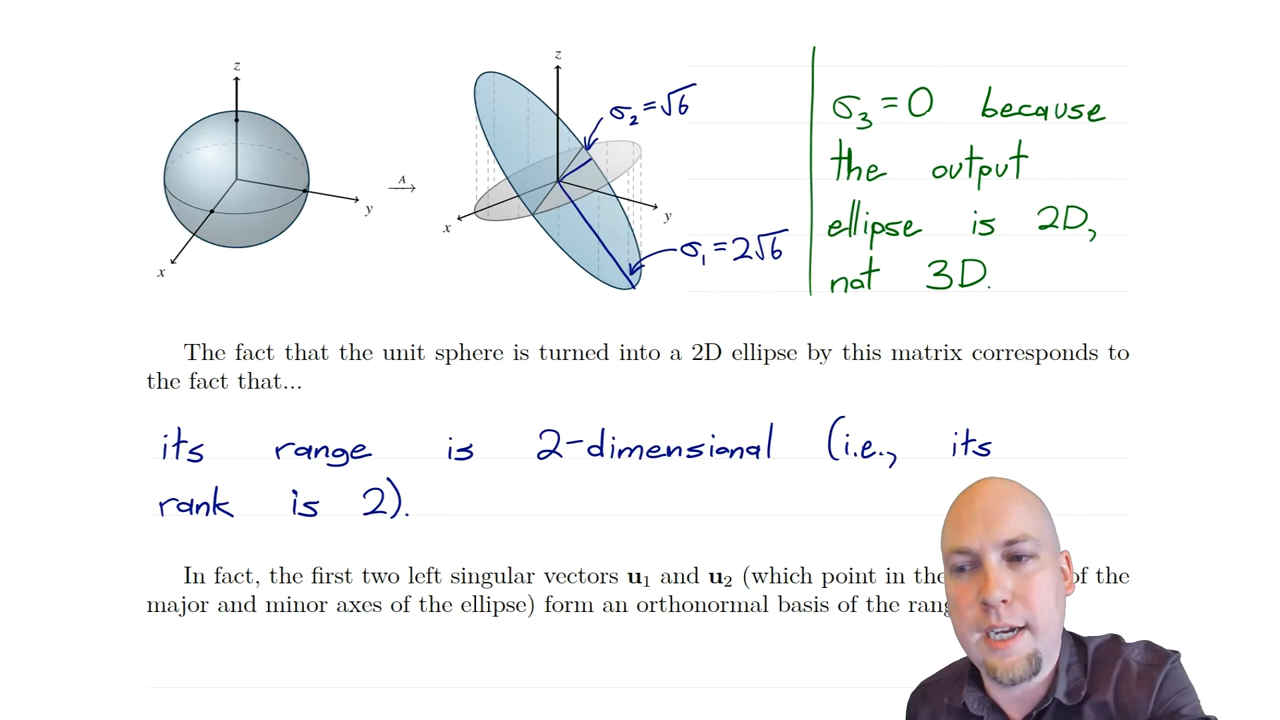 z
y
x
A
z
y
x
σ₂ = √6
σ₁ = 2√6
σ₃ = 0 because
the output
ellipse is 2D,
not 3D.
The fact that the unit sphere is turned into a 2D ellipse by this matrix corresponds to
the fact that...
its range is 2-dimensional (i.e., its
rank is 2).
In fact, the first two left singular vectors u₁ and u₂ (which point in the of the
major and minor axes of the ellipse) form an orthonormal basis of the